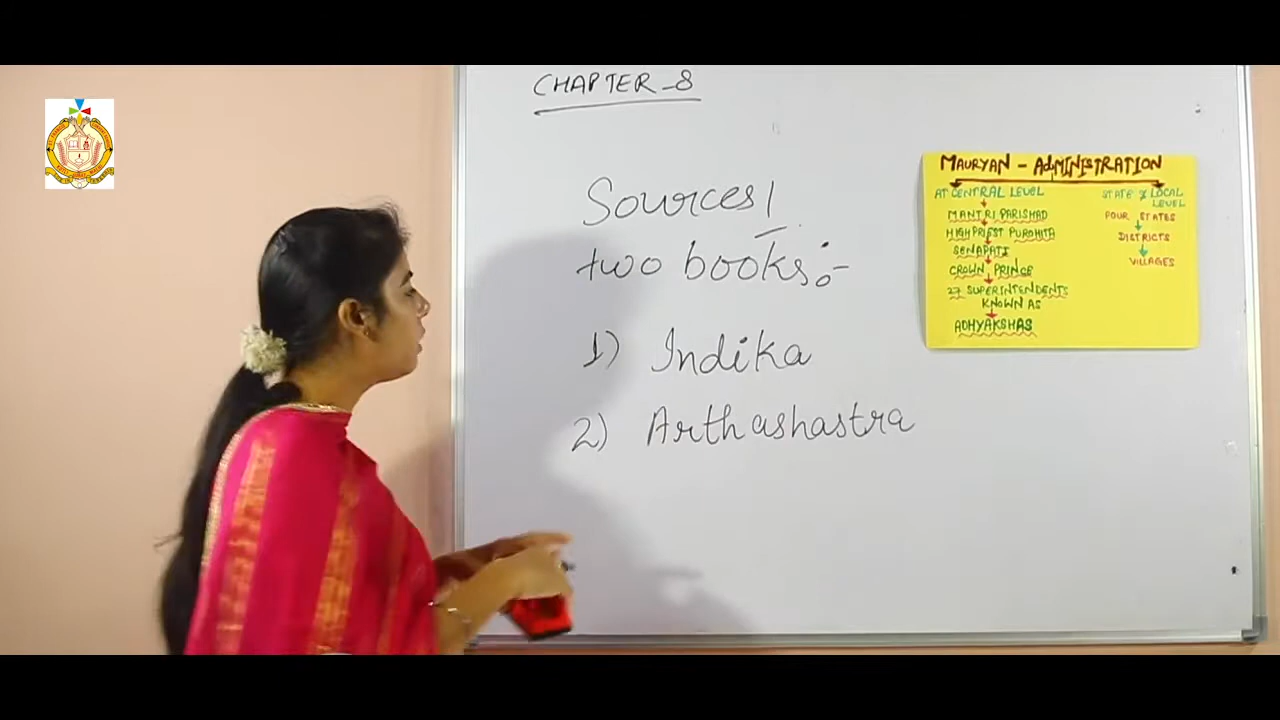 CHAPTER-8
Sources
two books:-
1) Indika
2) Arthashastra
MAURYAN - ADMINISTRATION
AT CENTRAL LEVEL
MANTRI PARISHAD
HIGH PRIEST PUROHITA
SENAPATI
CROWN PRINCE
27 SUPERINTENDENTS
KNOWN AS
ADHYAKSHAS
STATE & LOCAL
LEVEL
FOUR STATES
DISTRICTS
VILLAGES